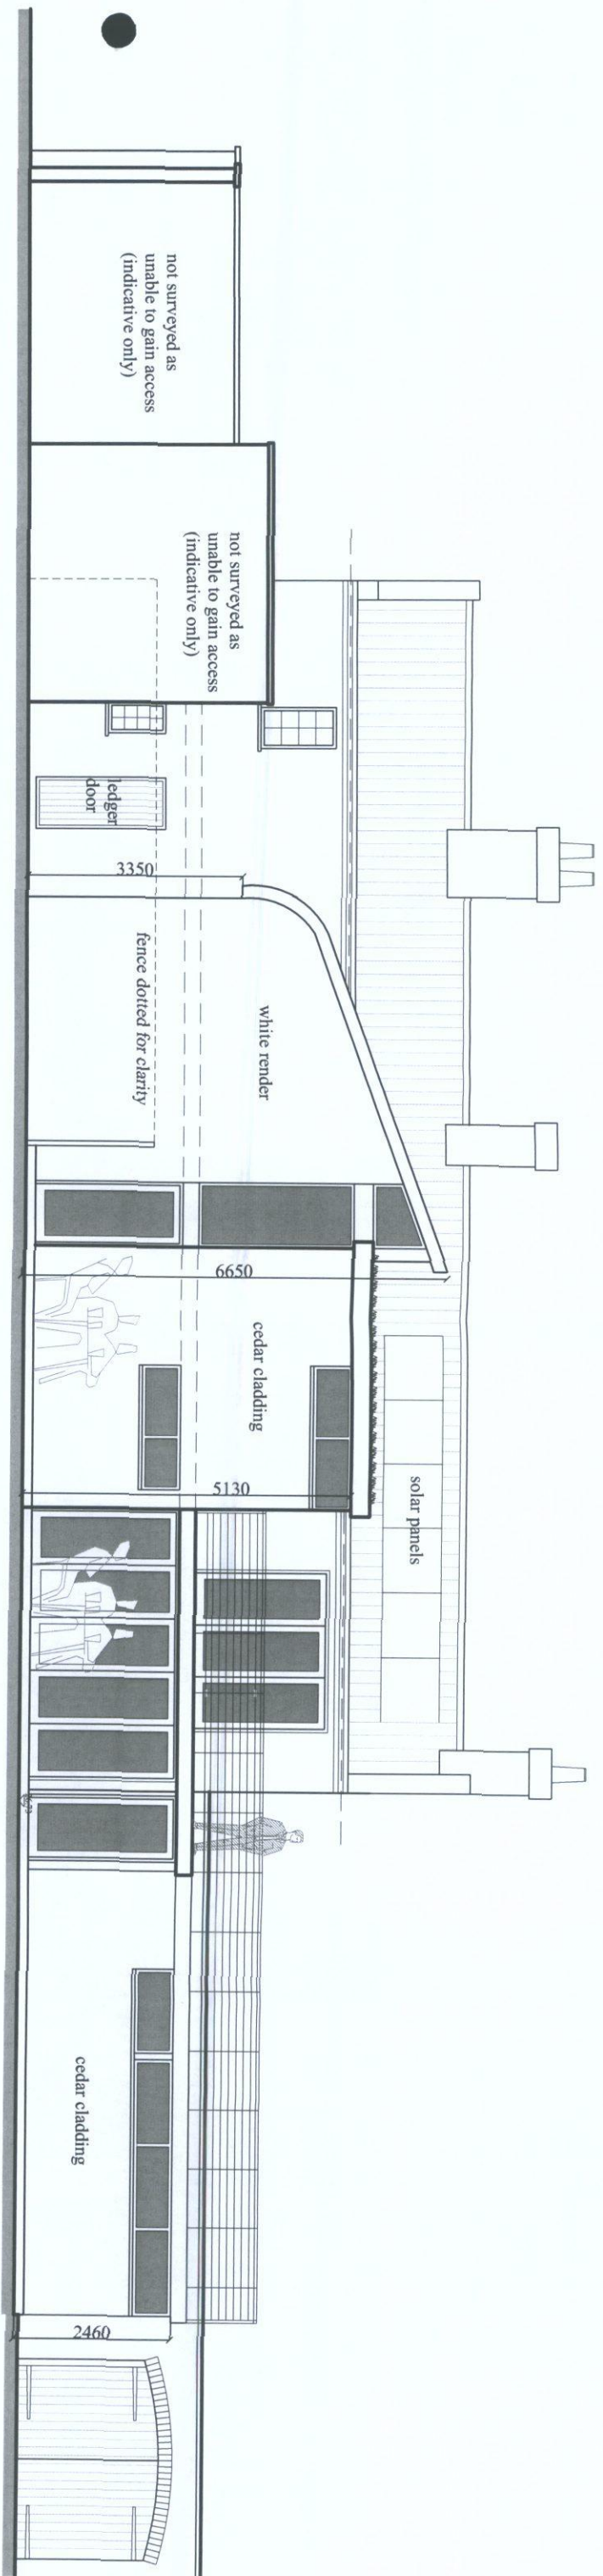 not surveyed as
unable to gain access
(indicative only)
not surveyed as
unable to gain access
(indicative only)
ledger
door
3350
fence dotted for clarity
white render
6650
cedar cladding
5130
solar panels
cedar cladding
2460